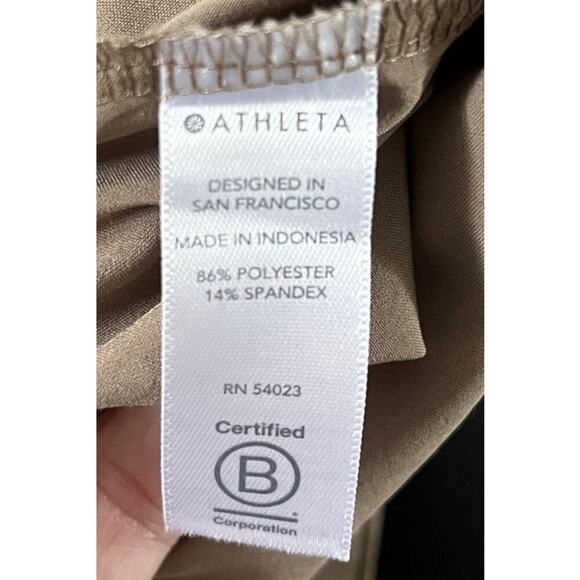 ATHLETA
DESIGNED IN
SAN FRANCISCO
MADE IN INDONESIA
86% POLYESTER
14% SPANDEX
RN 54023
Certified
B
Corporation